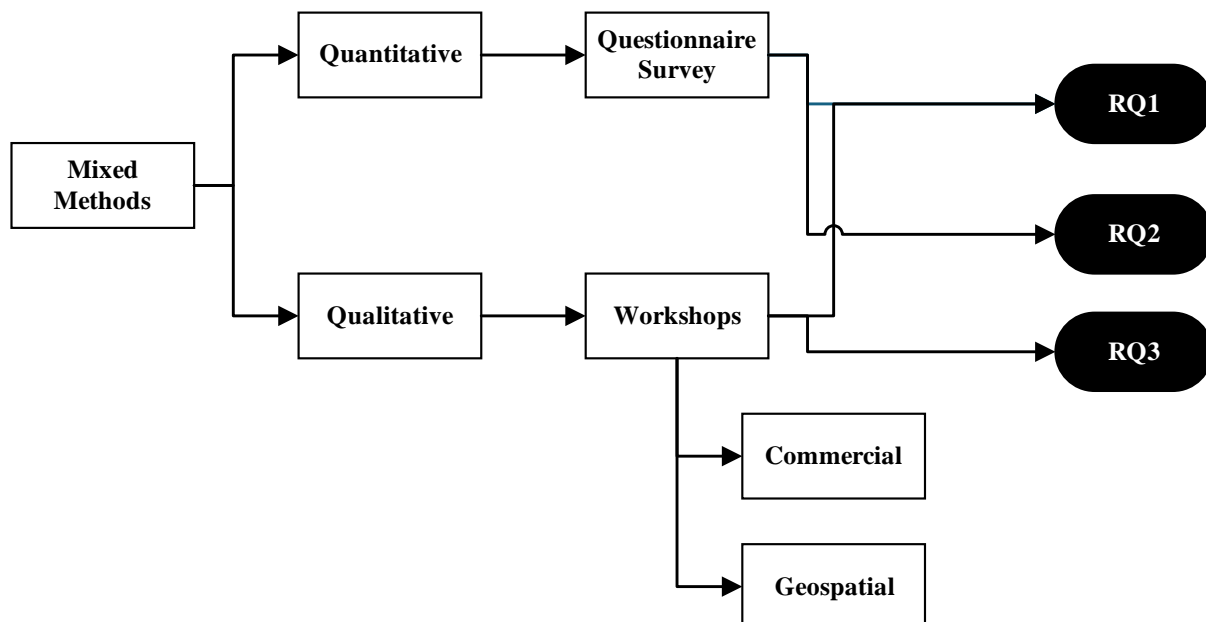 Quantitative
Questionnaire
Survey
RQ1
Mixed
Methods
RQ2
Qualitative
Workshops
RQ3
Commercial
Geospatial